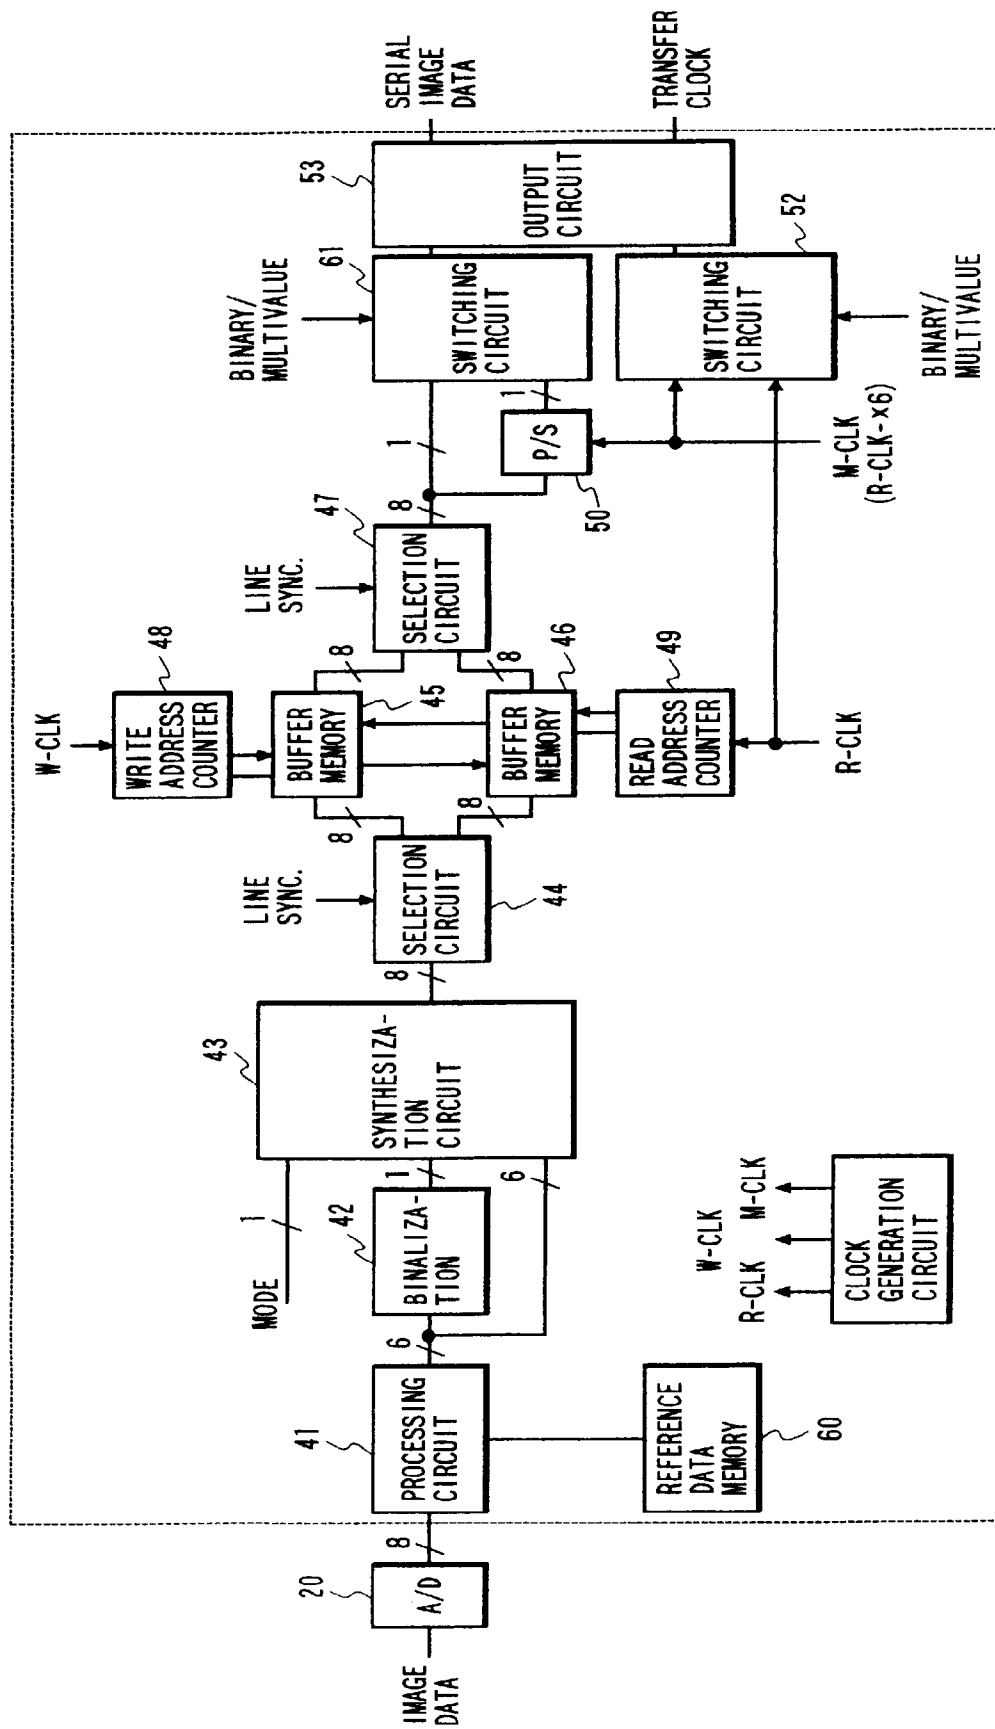 IMAGE
DATA
20
A/D
8
41
PROCESSING
CIRCUIT
REFERENCE
DATA
MEMORY
60
6
MODE
1
42
BINALIZA-
TION
1
6
43
SYNTHESIZA-
TION
CIRCUIT
R-CLK
W-CLK
M-CLK
CLOCK
GENERATION
CIRCUIT
8
LINE
SYNC.
SELECTION
CIRCUIT
44
8
8
W-CLK
WRITE
ADDRESS
COUNTER
48
BUFFER
MEMORY
45
BUFFER
MEMORY
46
READ
ADDRESS
COUNTER
49
R-CLK
8
8
LINE
SYNC.
47
SELECTION
CIRCUIT
8
1
P/S
50
1
M-CLK
(R-CLK-×6)
BINARY/
MULTIVALUE
61
SWITCHING
CIRCUIT
SWITCHING
CIRCUIT
52
BINARY/
MULTIVALUE
53
OUTPUT
CIRCUIT
SERIAL
IMAGE
DATA
TRANSFER
CLOCK